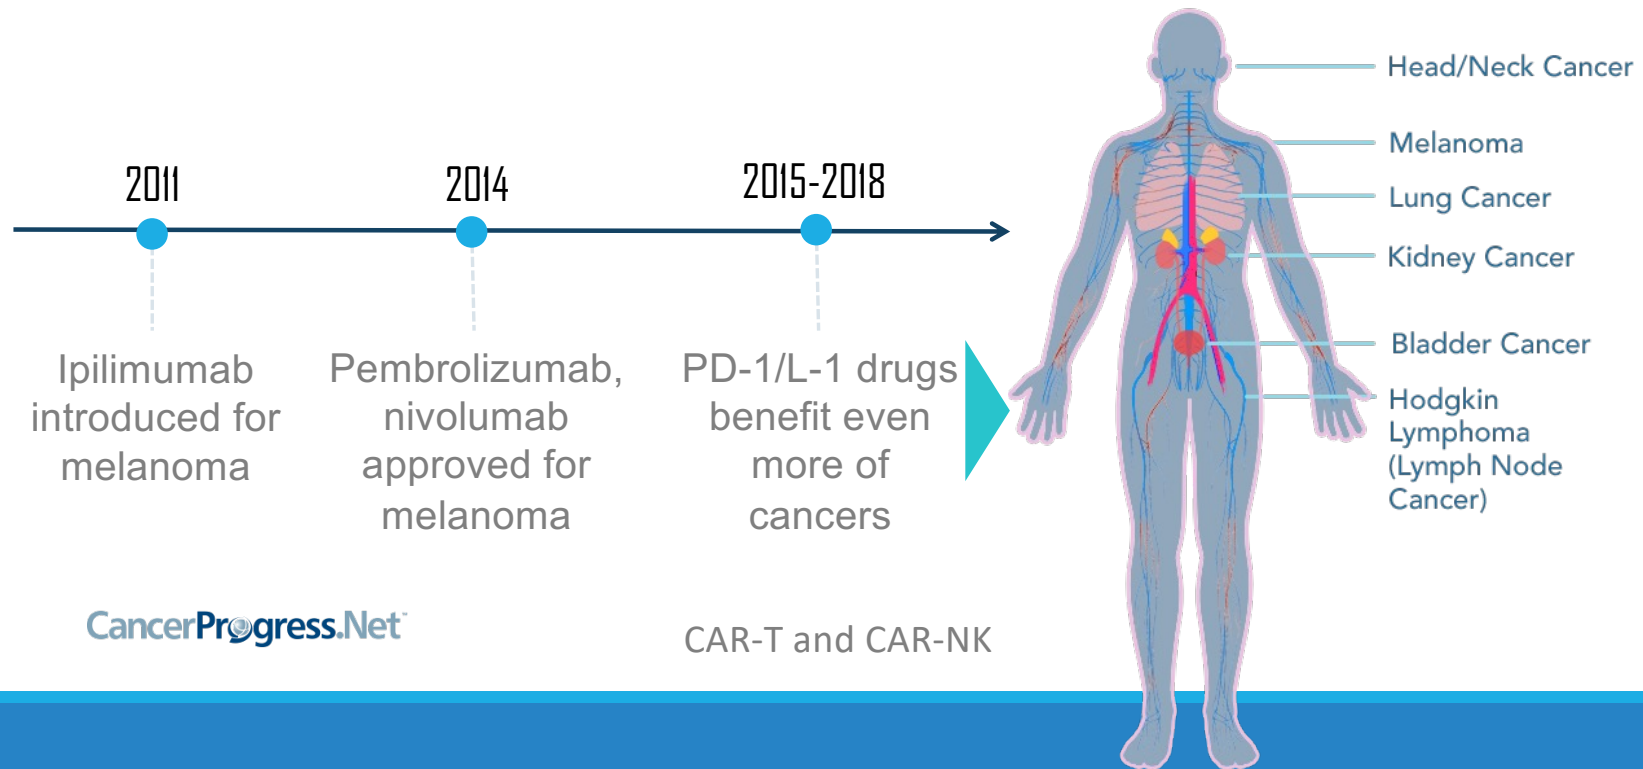 2011
Ipilimumab
introduced for
melanoma
2014
Pembrolizumab,
nivolumab
approved for
melanoma
2015-2018
PD-1/L-1 drugs
benefit even
more of
cancers
Head/Neck Cancer
Melanoma
Lung Cancer
Kidney Cancer
Bladder Cancer
Hodgkin
Lymphoma
(Lymph Node
Cancer)
CancerProgress.Net™
CAR-T and CAR-NK